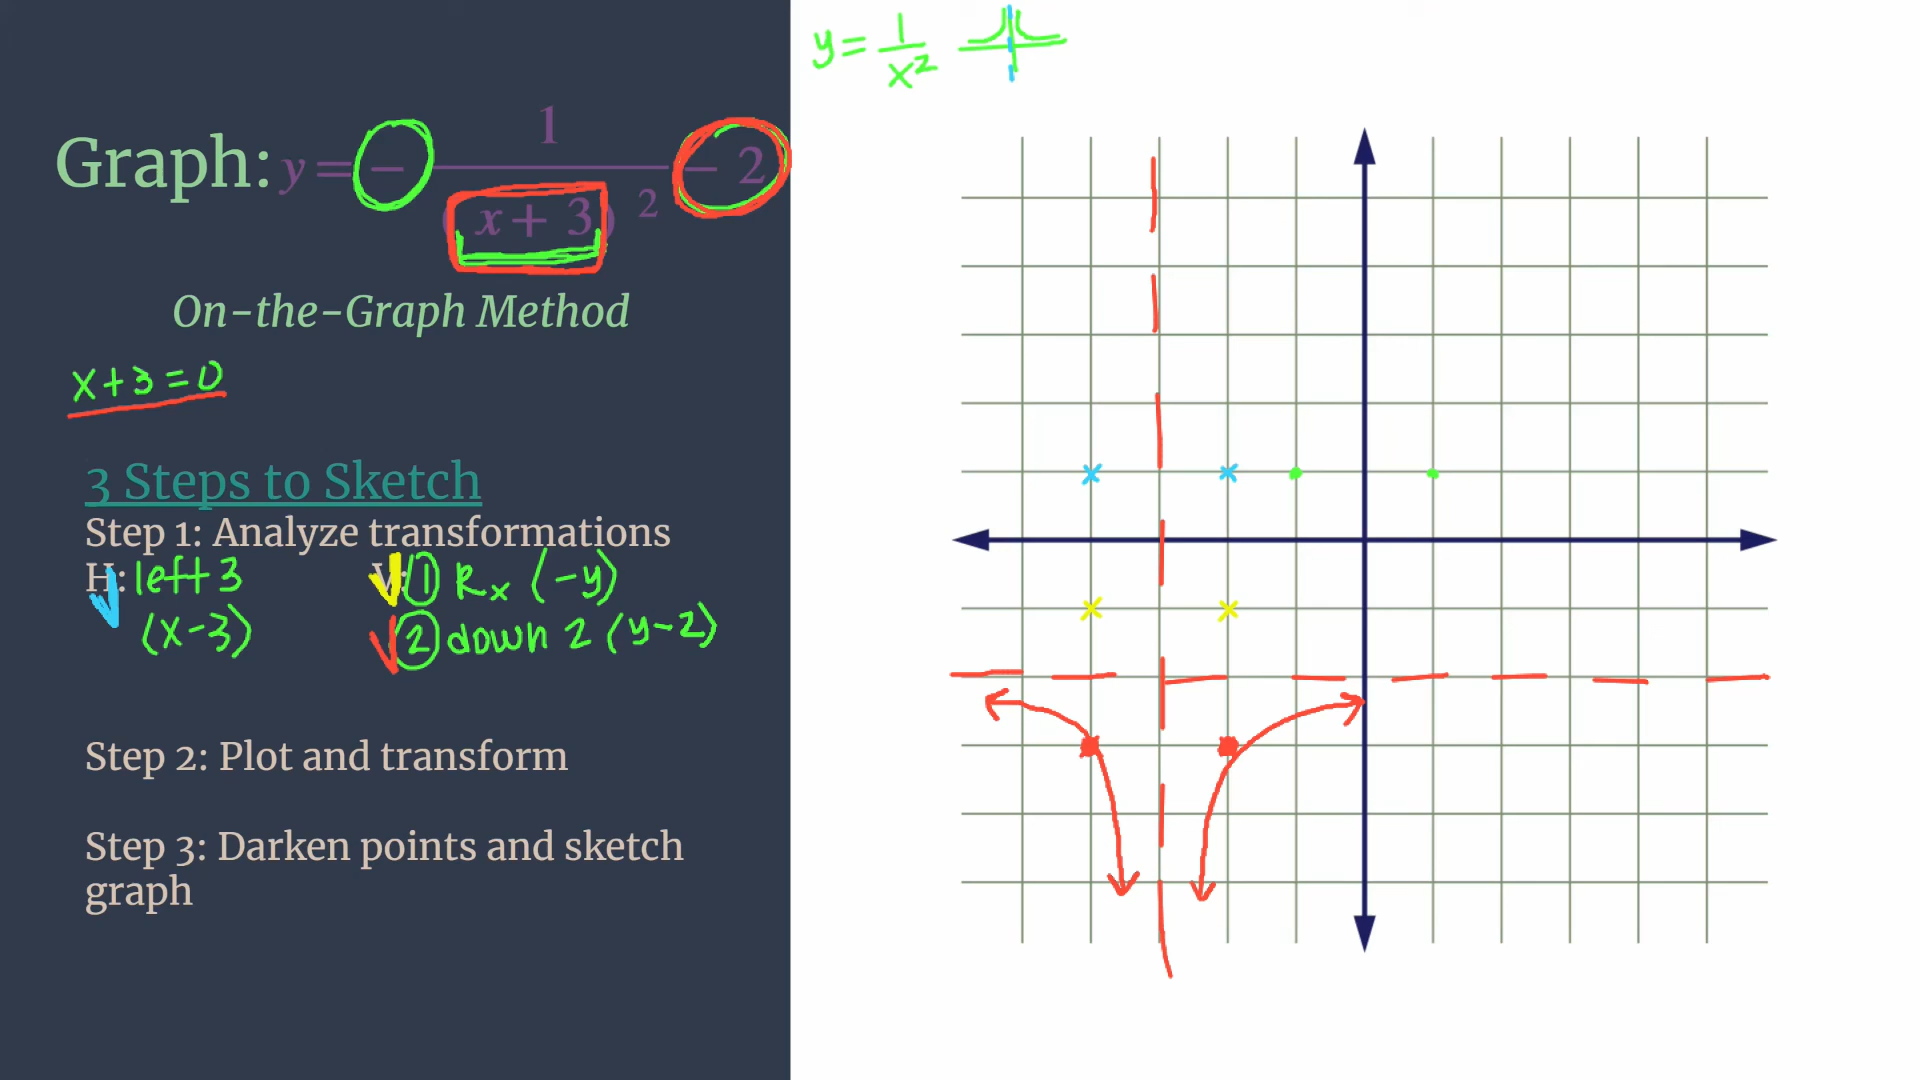 y = 1/x²
Graph: y = - 1/(x + 3)² - 2
On-the-Graph Method
x+3=0
3 Steps to Sketch
Step 1: Analyze transformations
H: left 3 V: ① Rx (-y)
(x-3) ② down 2 (y-2)
Step 2: Plot and transform
Step 3: Darken points and sketch
graph